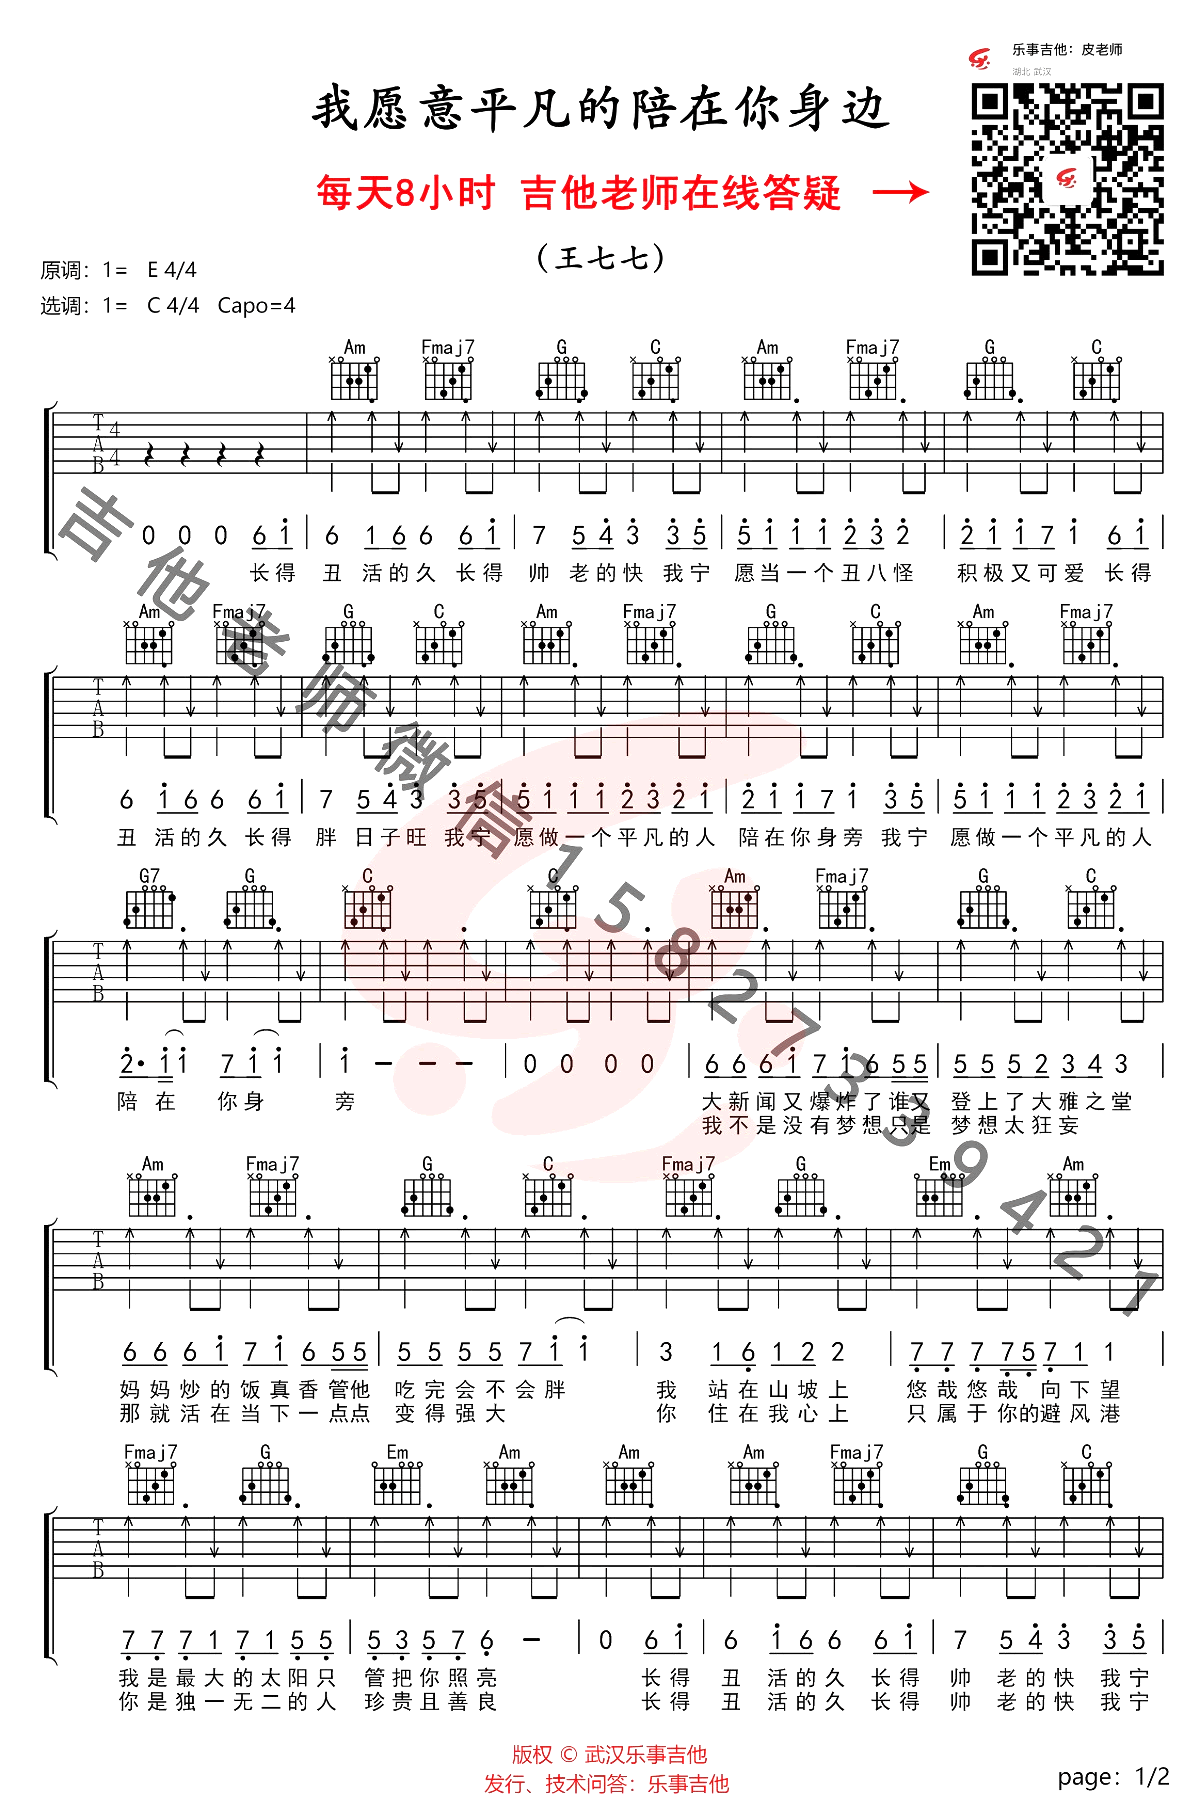 乐事吉他：皮老师
湖北 武汉
我愿意平凡的陪在你身边
每天8小时 吉他老师在线答疑 →
（王七七）
原调：1= E 4/4
选调：1= C 4/4 Capo=4
Am Fmaj7 G C Am Fmaj7 G C
T A B 4 4
0 0 0 6 1 | 6 1 6 6 6 1 | 7 5 4 3 3 5 | 5 1 1 1 2 3 2 | 2 1 1 7 1 6 1 |
长得 丑 活的久 长得 帅 老的快 我宁 愿当一个丑八怪 积极又可爱 长得
Am Fmaj7 G C Am Fmaj7 G C Am Fmaj7
T A B
6 1 6 6 6 1 | 7 5 4 3 3 5 | 5 1 1 1 2 3 2 1 | 2 1 1 7 1 3 5 | 5 1 1 1 2 3 2 1 |
丑 活的久 长得 胖 日子旺 我宁 愿做一个平凡的人 陪在你身旁 我宁 愿做一个平凡的人
G7 G C C Am Fmaj7 G C
T A B
2· 1 1 7 1 1 | 1 – – – | 0 0 0 0 | 6 6 6 1 7 1 6 5 5 | 5 5 5 2 3 4 3 |
陪 在 你身 旁 大新闻又爆炸了谁又 登上了大雅之堂
我不是没有梦想只是 梦想太狂妄
Am Fmaj7 G C Fmaj7 G Em Am
T A B
6 6 6 1 7 1 6 5 5 | 5 5 5 5 7 1 1 | 3 1 6 1 2 2 | 7 7 7 7 5 7 1 1 |
妈妈炒的饭真香管他 吃完会不会胖 我 站在山坡上 悠哉悠哉 向下望
那就活在当下一点点 变得强大 你 住在我心上 只属于你的避风港
Fmaj7 G Em Am Am Am Fmaj7 G C
T A B
7 7 7 1 7 1 5 5 | 5 3 5 7 6 – | 0 6 1 | 6 1 6 6 6 1 | 7 5 4 3 3 5 |
我是最大的太阳只 管把你照亮 长得 丑 活的久 长得 帅 老的快 我宁
你是独一无二的人 珍贵且善良 长得 丑 活的久 长得 帅 老的快 我宁
吉他老师微信15827339421
版权 © 武汉乐事吉他
发行、技术问答：乐事吉他
page：1/2